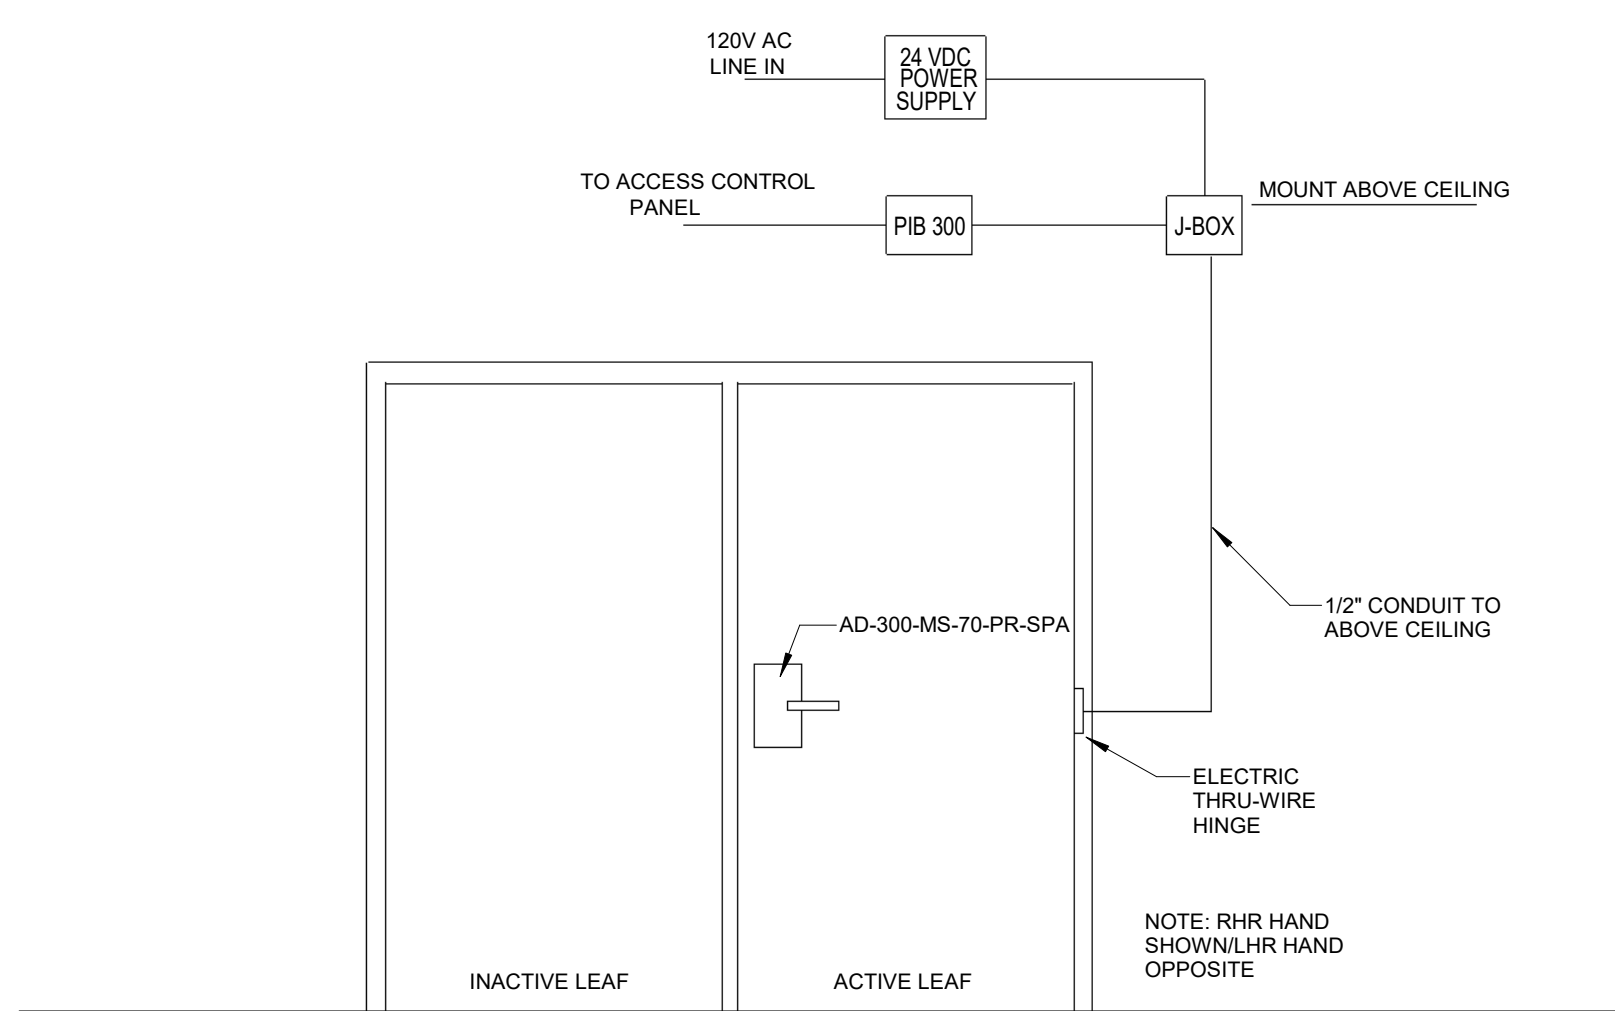 120V AC
LINE IN
24 VDC
POWER
SUPPLY
TO ACCESS CONTROL
PANEL
PIB 300
J-BOX
MOUNT ABOVE CEILING
1/2" CONDUIT TO
ABOVE CEILING
AD-300-MS-70-PR-SPA
ELECTRIC
THRU-WIRE
HINGE
NOTE: RHR HAND
SHOWN/LHR HAND
OPPOSITE
INACTIVE LEAF
ACTIVE LEAF